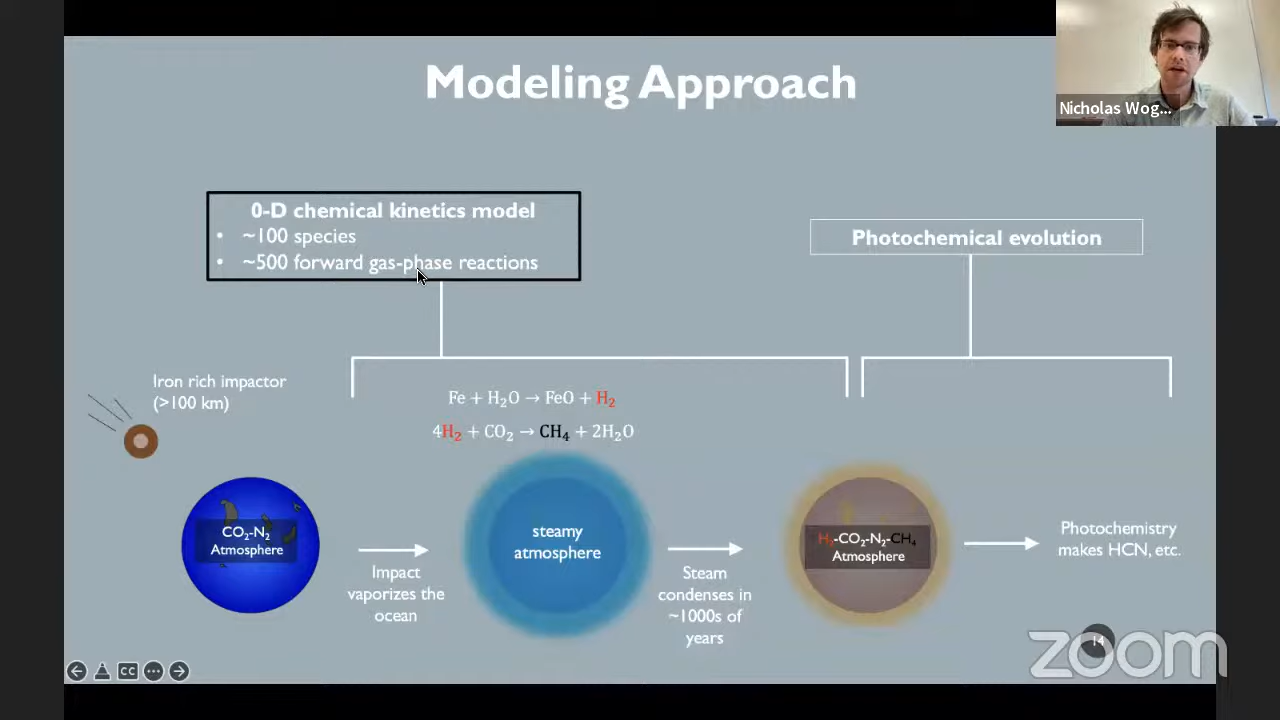 Modeling Approach
Nicholas Wog...
0-D chemical kinetics model
• ~100 species
• ~500 forward gas-phase reactions
Photochemical evolution
Iron rich impactor
(>100 km)
Fe + H₂O → FeO + H₂
4H₂ + CO₂ → CH₄ + 2H₂O
CO₂-N₂
Atmosphere
Impact
vaporizes the
ocean
steamy
atmosphere
Steam
condenses in
~1000s of
years
H₂-CO₂-N₂-CH₄
Atmosphere
Photochemistry
makes HCN, etc.
14
zoom
CC